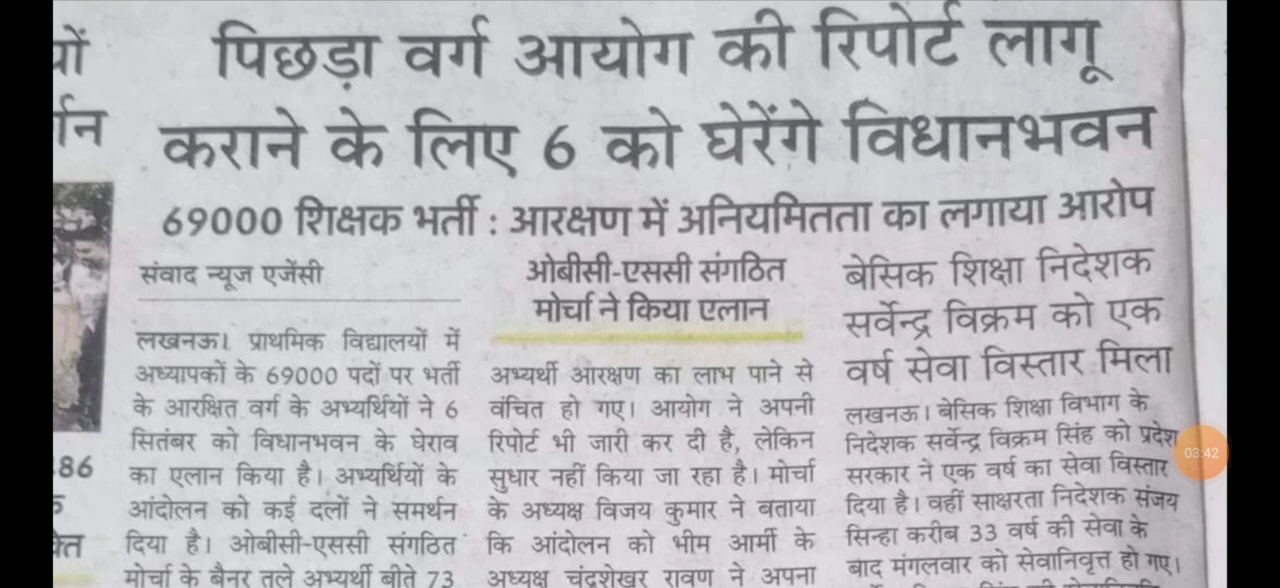 यों
र्गन
पिछड़ा वर्ग आयोग की रिपोर्ट लागू
कराने के लिए 6 को घेरेंगे विधानभवन
69000 शिक्षक भर्ती : आरक्षण में अनियमितता का लगाया आरोप
संवाद न्यूज एजेंसी
लखनऊ। प्राथमिक विद्यालयों में
अध्यापकों के 69000 पदों पर भर्ती
के आरक्षित वर्ग के अभ्यर्थियों ने 6
सितंबर को विधानभवन के घेराव
का एलान किया है। अभ्यर्थियों के
आंदोलन को कई दलों ने समर्थन
दिया है। ओबीसी-एससी संगठित
मोर्चा के बैनर तले अभ्यर्थी बीते 73
ओबीसी-एससी संगठित
मोर्चा ने किया एलान
अभ्यर्थी आरक्षण का लाभ पाने से
वंचित हो गए। आयोग ने अपनी
रिपोर्ट भी जारी कर दी है, लेकिन
सुधार नहीं किया जा रहा है। मोर्चा
के अध्यक्ष विजय कुमार ने बताया
कि आंदोलन को भीम आर्मी के
अध्यक्ष चंद्रशेखर रावण ने अपना
बेसिक शिक्षा निदेशक
सर्वेन्द्र विक्रम को एक
वर्ष सेवा विस्तार मिला
लखनऊ। बेसिक शिक्षा विभाग के
निदेशक सर्वेन्द्र विक्रम सिंह को प्रदेश
सरकार ने एक वर्ष का सेवा विस्तार
दिया है। वहीं साक्षरता निदेशक संजय
सिन्हा करीब 33 वर्ष की सेवा के
बाद मंगलवार को सेवानिवृत्त हो गए।
86
03:42